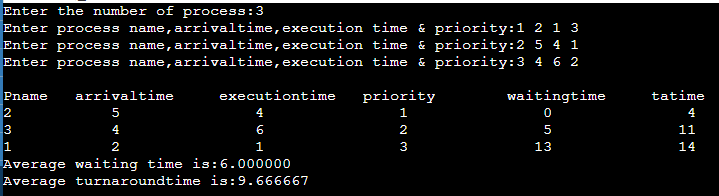 Enter the number of process:3
Enter process name,arrivaltime,execution time & priority:1 2 1 3
Enter process name,arrivaltime,execution time & priority:2 5 4 1
Enter process name,arrivaltime,execution time & priority:3 4 6 2
Pname arrivaltime executiontime priority waitingtime tatime
2 5 4 1 0 4
3 4 6 2 5 11
1 2 1 3 13 14
Average waiting time is:6.000000
Average turnaroundtime is:9.666667